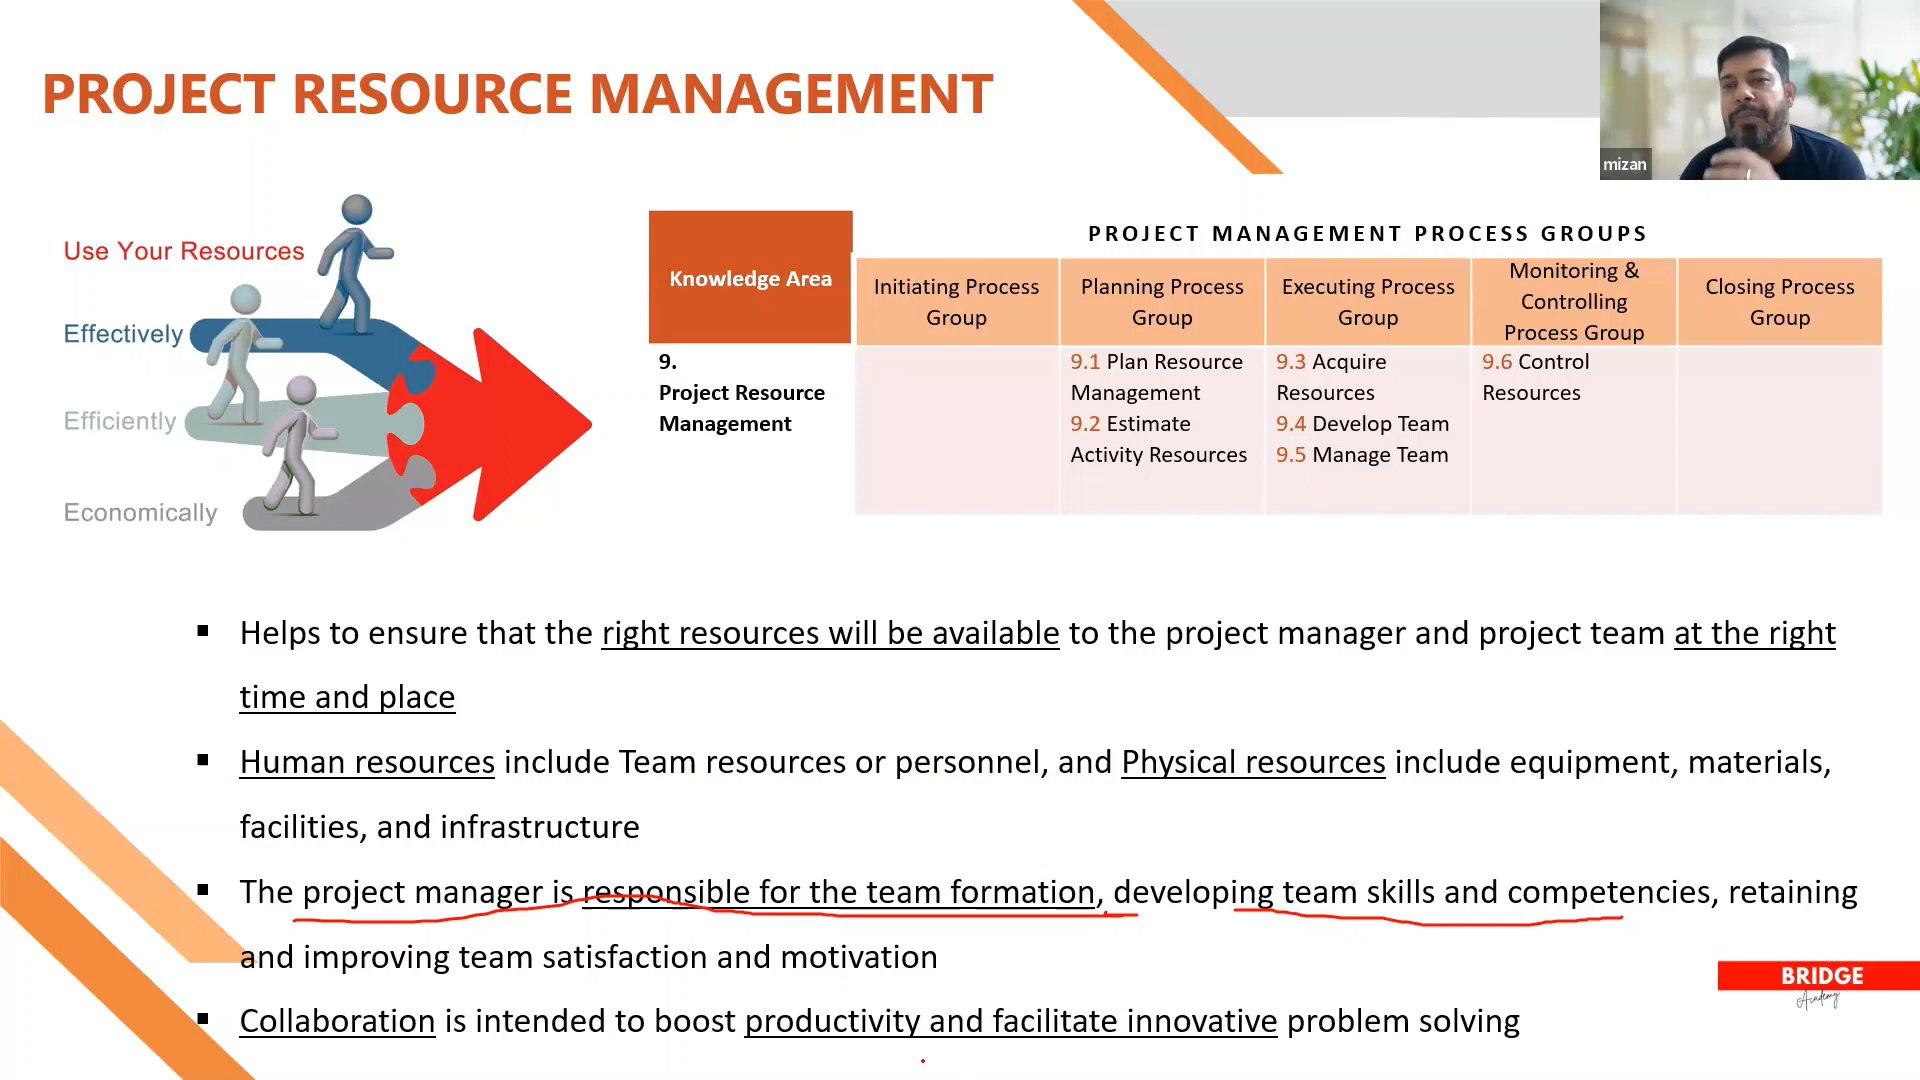 PROJECT RESOURCE MANAGEMENT
mizan
Use Your Resources
Effectively
Efficiently
Economically
PROJECT MANAGEMENT PROCESS GROUPS
Knowledge Area
Initiating Process
Group
Planning Process
Group
Executing Process
Group
Monitoring &
Controlling
Process Group
Closing Process
Group
9.
Project Resource
Management
9.1 Plan Resource
Management
9.2 Estimate
Activity Resources
9.3 Acquire
Resources
9.4 Develop Team
9.5 Manage Team
9.6 Control
Resources
▪ Helps to ensure that the right resources will be available to the project manager and project team at the right
time and place
▪ Human resources include Team resources or personnel, and Physical resources include equipment, materials,
facilities, and infrastructure
▪ The project manager is responsible for the team formation, developing team skills and competencies, retaining
and improving team satisfaction and motivation
▪ Collaboration is intended to boost productivity and facilitate innovative problem solving
BRIDGE
Academy